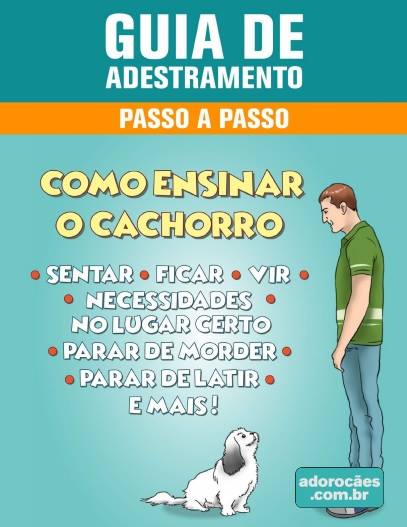 GUIA DE
ADESTRAMENTO
PASSO A PASSO
COMO ENSINAR
O CACHORRO
• SENTAR • FICAR • VIR •
• NECESSIDADES •
NO LUGAR CERTO
• PARAR DE MORDER •
• PARAR DE LATIR •
E MAIS!
adorocães
.com.br